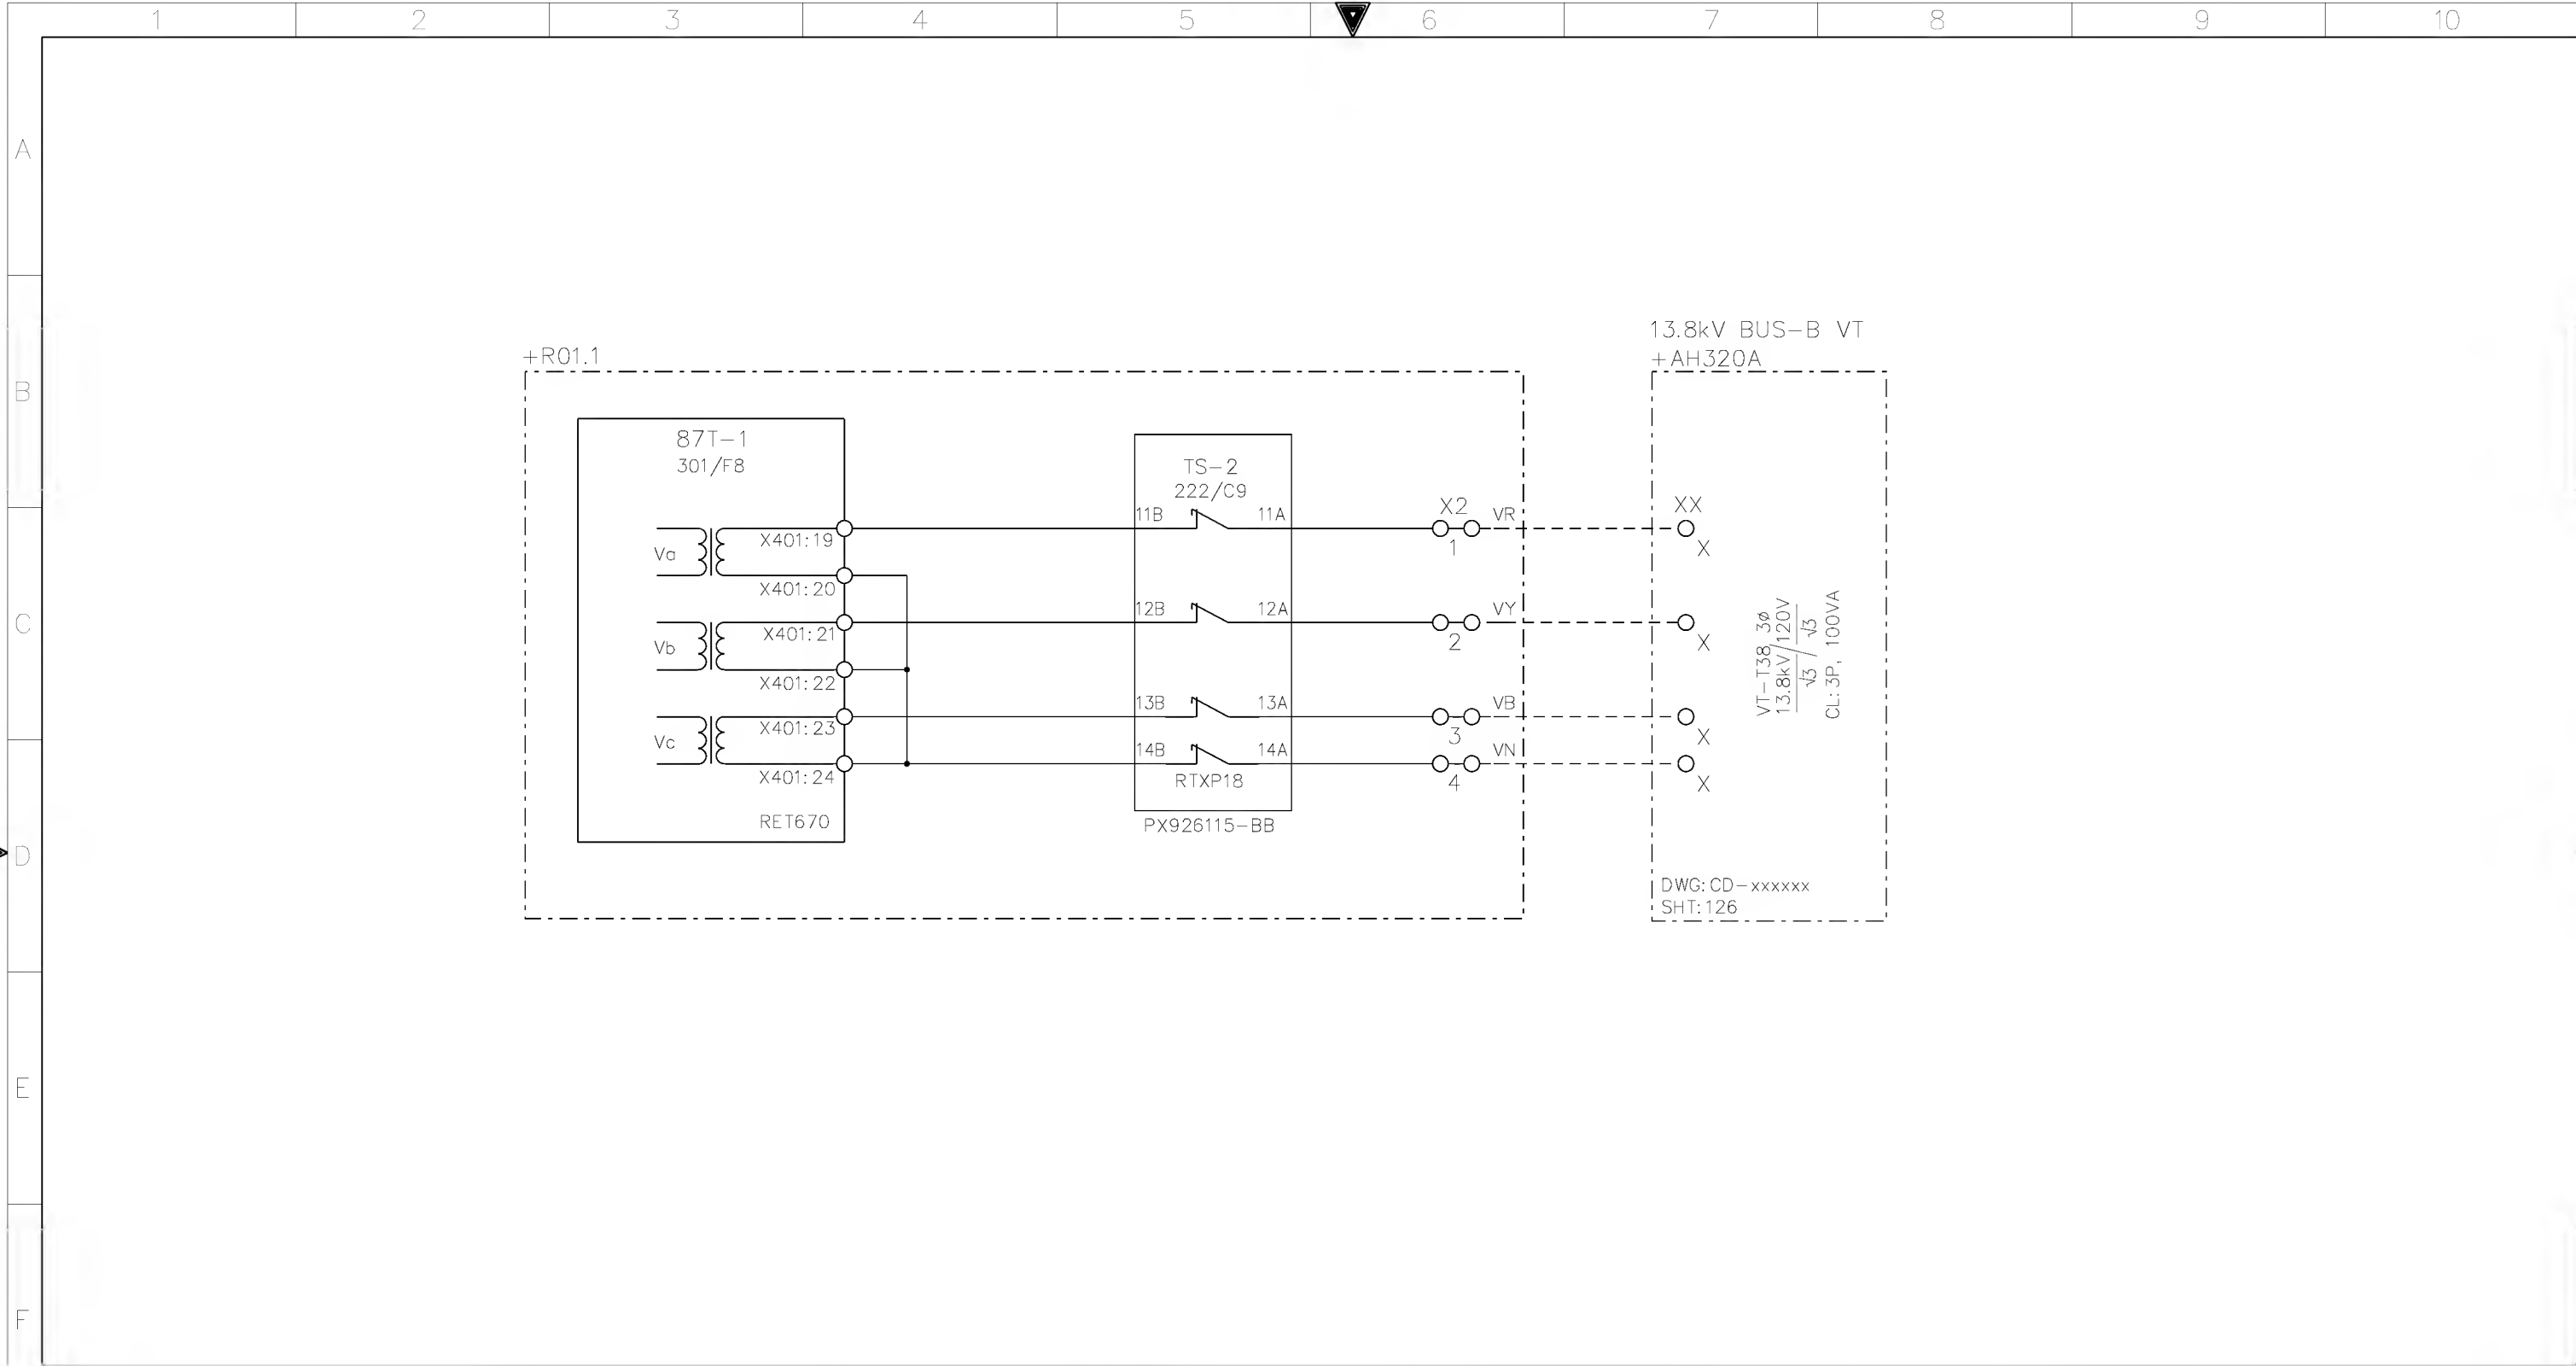 1 2 3 4 5 6 7 8 9 10
A
B
C
D
E
F
13.8kV BUS-B VT
+AH320A
+R01.1
87T-1
301/F8
Va
X401:19
X401:20
Vb
X401:21
X401:22
Vc
X401:23
X401:24
RET670
TS-2
222/C9
11B 11A
12B 12A
13B 13A
14B 14A
RTXP18
PX926115-BB
X2
1 VR
2 VY
3 VB
4 VN
XX
X
X
X
X
VT-T38 3ø
13.8kV/120V
√3 / √3
CL: 3P, 100VA
DWG: CD-xxxxxx
SHT: 126